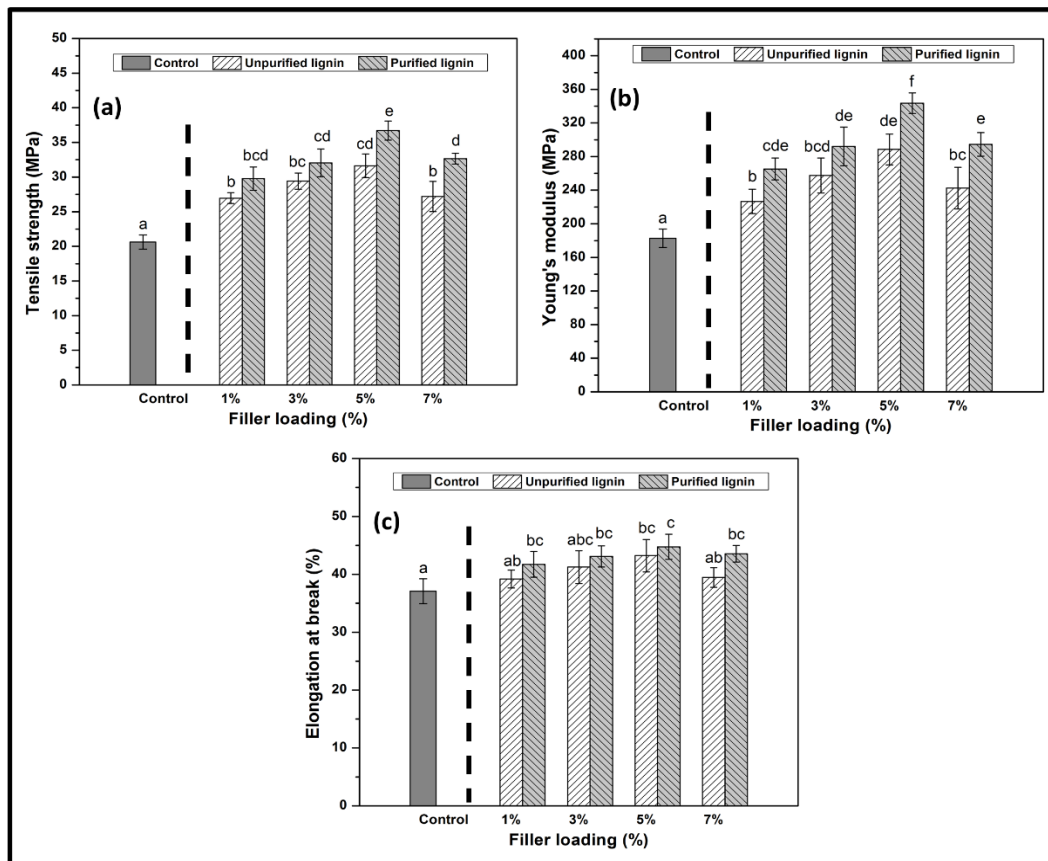 (a)
Control Unpurified lignin Purified lignin
Tensile strength (MPa)
50
45
40
35
30
25
20
15
10
5
0
a
b
bcd
bc
cd
cd
e
b
d
Control 1% 3% 5% 7%
Filler loading (%)
(b)
Control Unpurified lignin Purified lignin
Young's modulus (MPa)
400
360
320
280
240
200
160
120
80
40
0
a
b
cde
bcd
de
de
f
bc
e
Control 1% 3% 5% 7%
Filler loading (%)
(c)
Control Unpurified lignin Purified lignin
Elongation at break (%)
60
50
40
30
20
10
0
a
ab
bc
abc
bc
bc
c
ab
bc
Control 1% 3% 5% 7%
Filler loading (%)